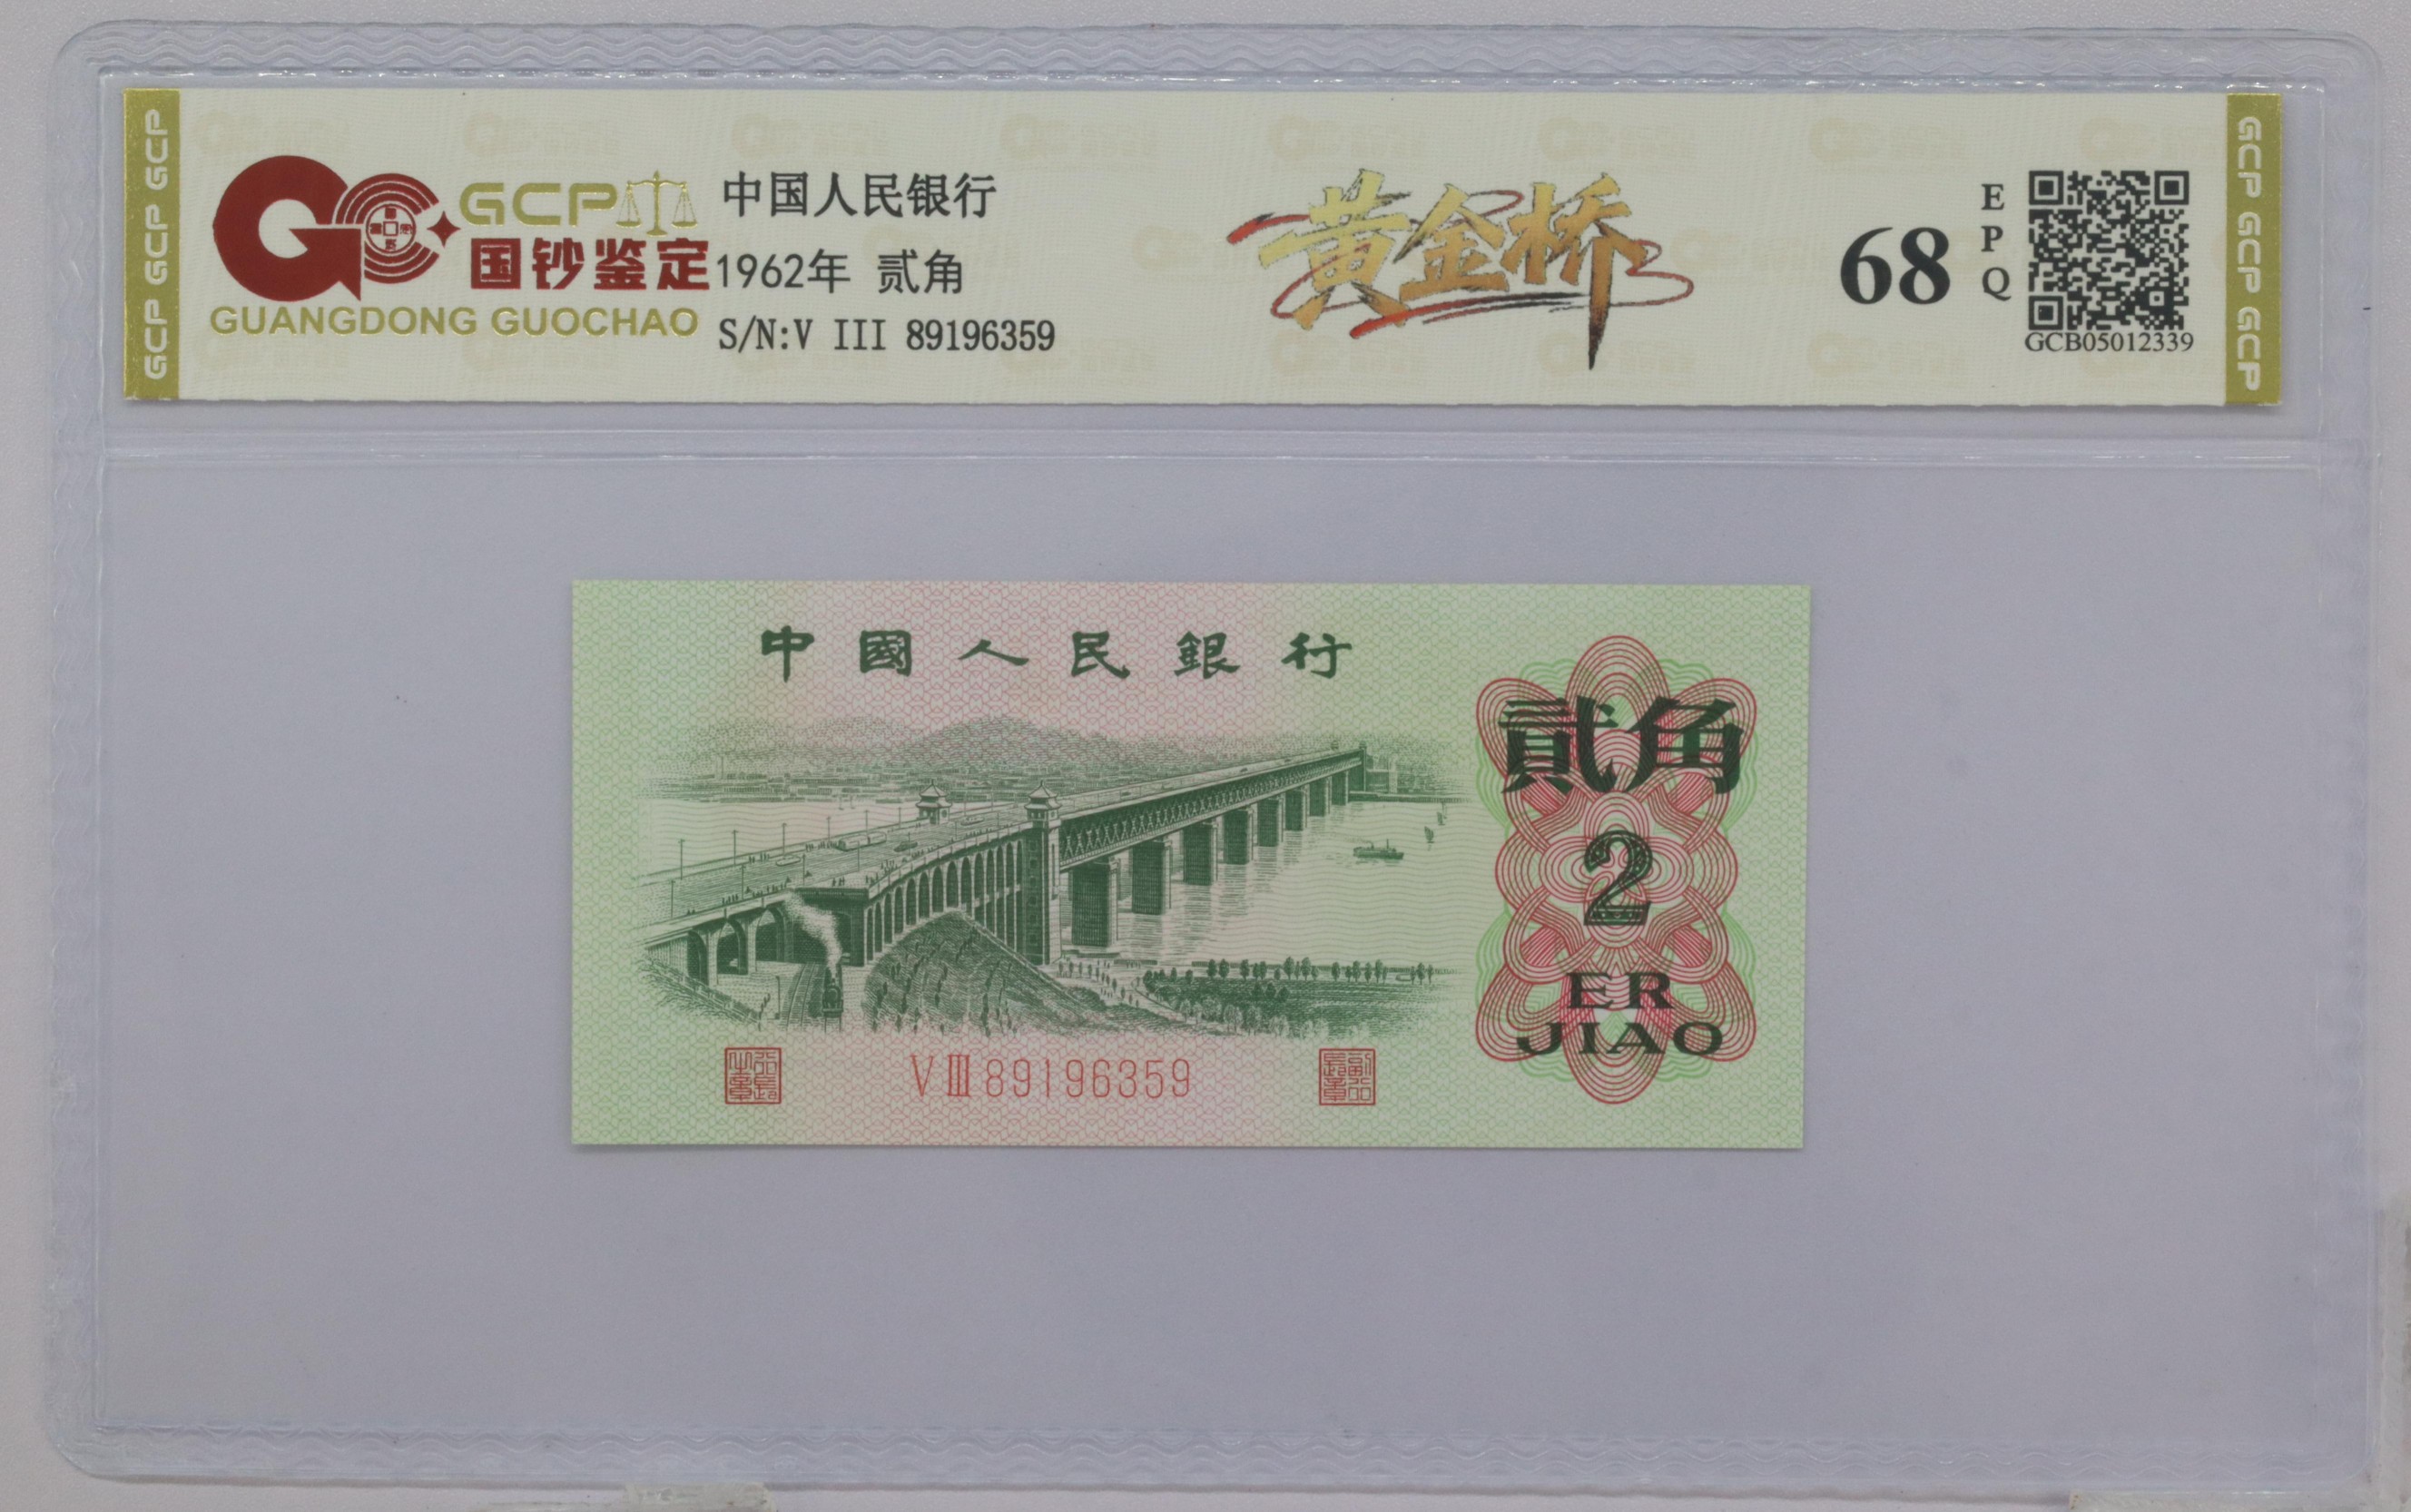 GCP GCP GCP
GCP
国钞鉴定
GUANGDONG GUOCHAO
中国人民银行
1962年 贰角
S/N:V III 89196359
黄金桥
68
EPQ
GCB05012339
GCP GCP GCP
中國人民銀行
貳角
2
ER
JIAO
V III 89196359